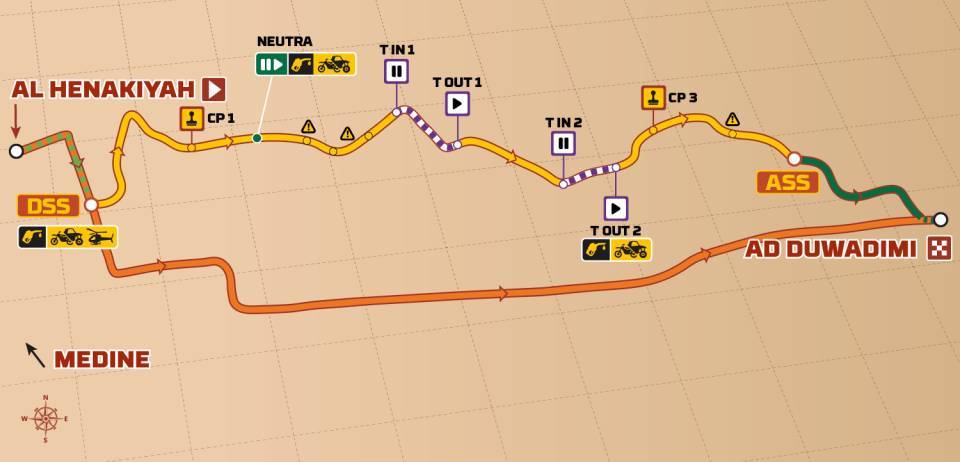 NEUTRA
T IN 1
AL HENAKIYAH
T OUT 1
CP 1
CP 3
T IN 2
DSS
ASS
T OUT 2
AD DUWADIMI
MEDINE
N
W E
S